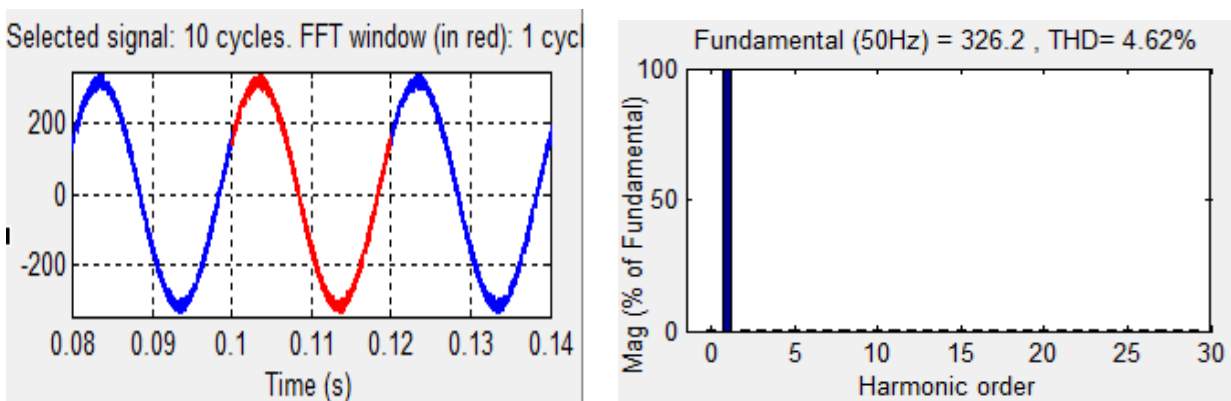 Selected signal: 10 cycles. FFT window (in red): 1 cycl
200
0
-200
0.08 0.09 0.1 0.11 0.12 0.13 0.14
Time (s)
Fundamental (50Hz) = 326.2 , THD= 4.62%
Mag (% of Fundamental)
100
50
0
0 5 10 15 20 25 30
Harmonic order